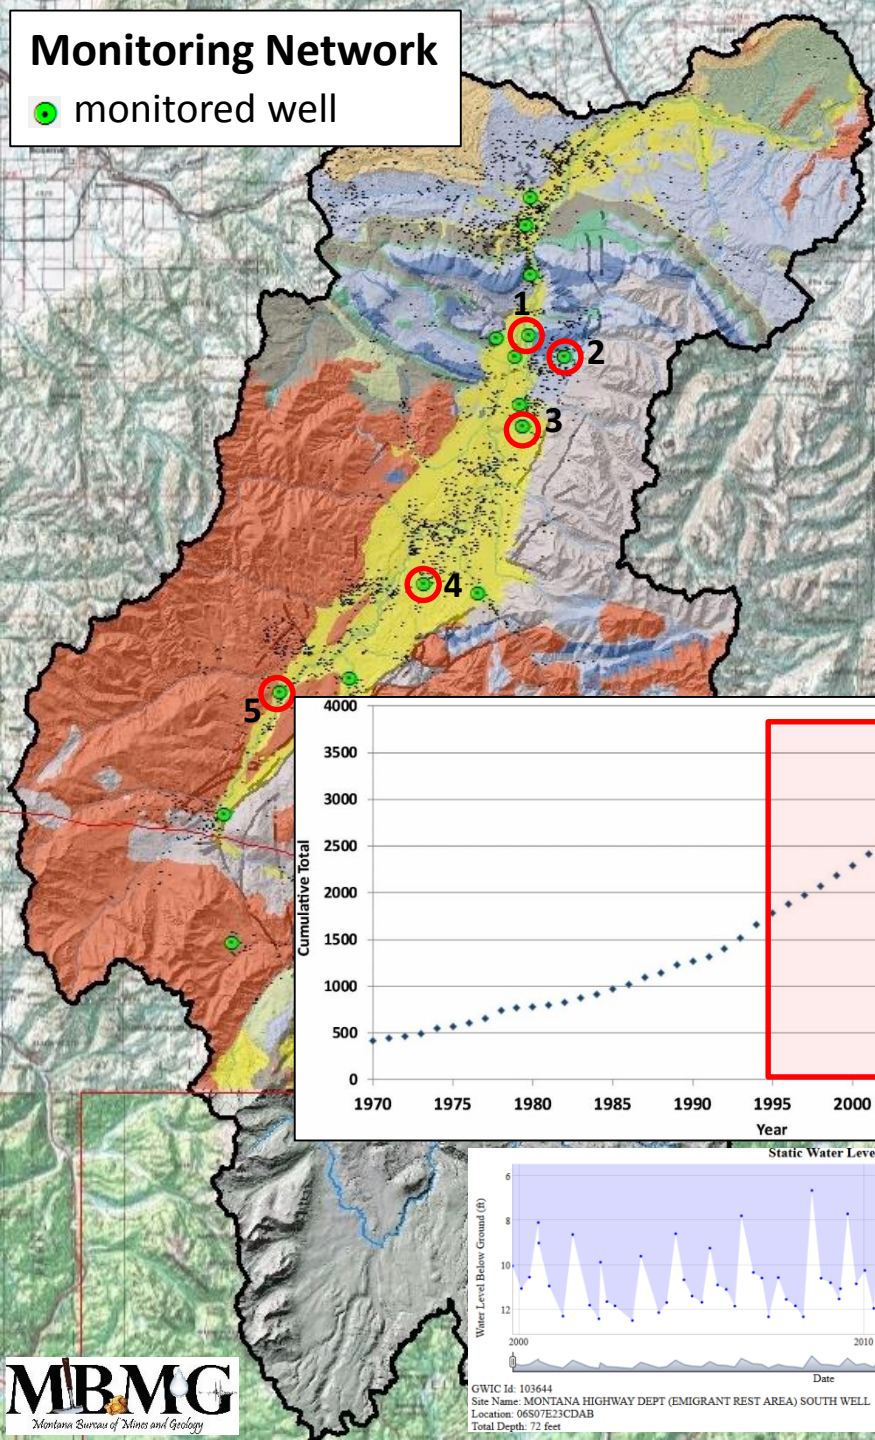 Monitoring Network
monitored well
1
2
3
4
5
4000
3500
3000
2500
2000
1500
1000
500
0
Cumulative Total
1970 1975 1980 1985 1990 1995 2000
Year
Static Water Leve
6
8
10
12
Water Level Below Ground (ft)
2000 2010
Date
GWIC Id: 103644
Site Name: MONTANA HIGHWAY DEPT (EMIGRANT REST AREA) SOUTH WELL
Location: 06S07E23CDAB
Total Depth: 72 feet
MBMG
Montana Bureau of Mines and Geology